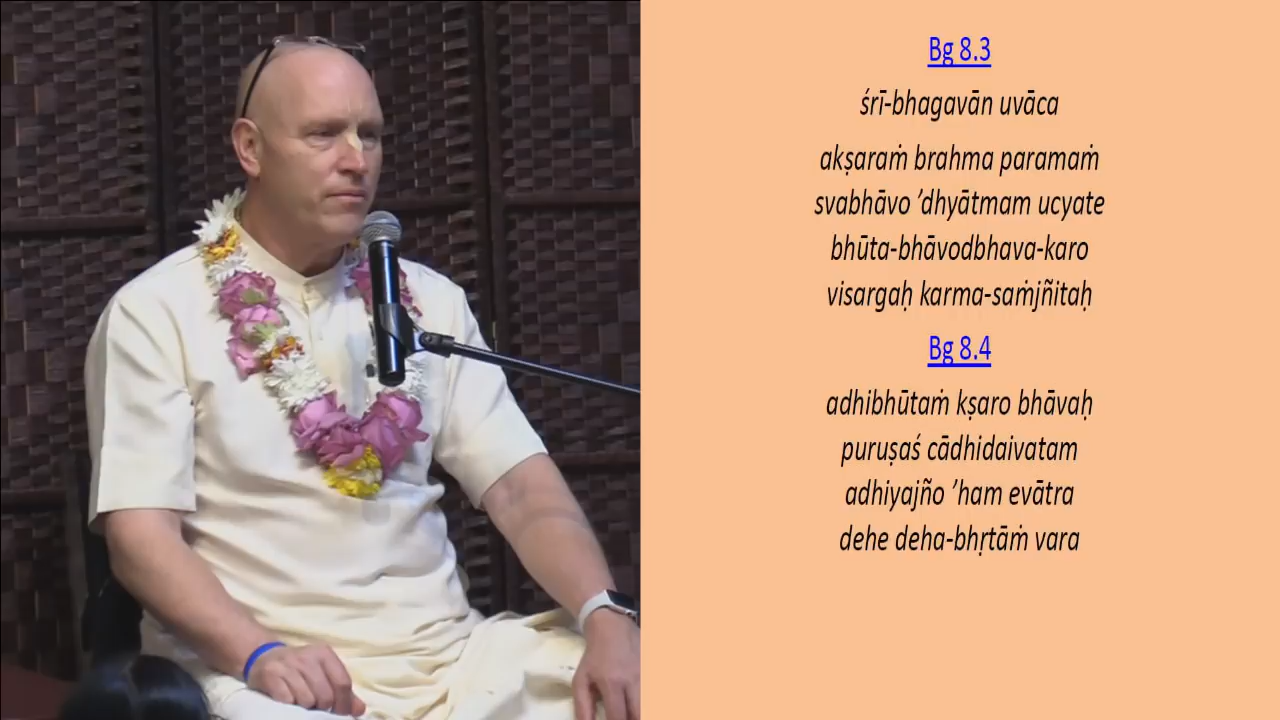 Bg 8.3
śrī-bhagavān uvāca
akṣaraṁ brahma paramaṁ
svabhāvo ’dhyātmam ucyate
bhūta-bhāvodbhava-karo
visargaḥ karma-saṁjñitaḥ
Bg 8.4
adhibhūtaṁ kṣaro bhāvaḥ
puruṣaś cādhidaivatam
adhiyajño ’ham evātra
dehe deha-bhṛtāṁ vara